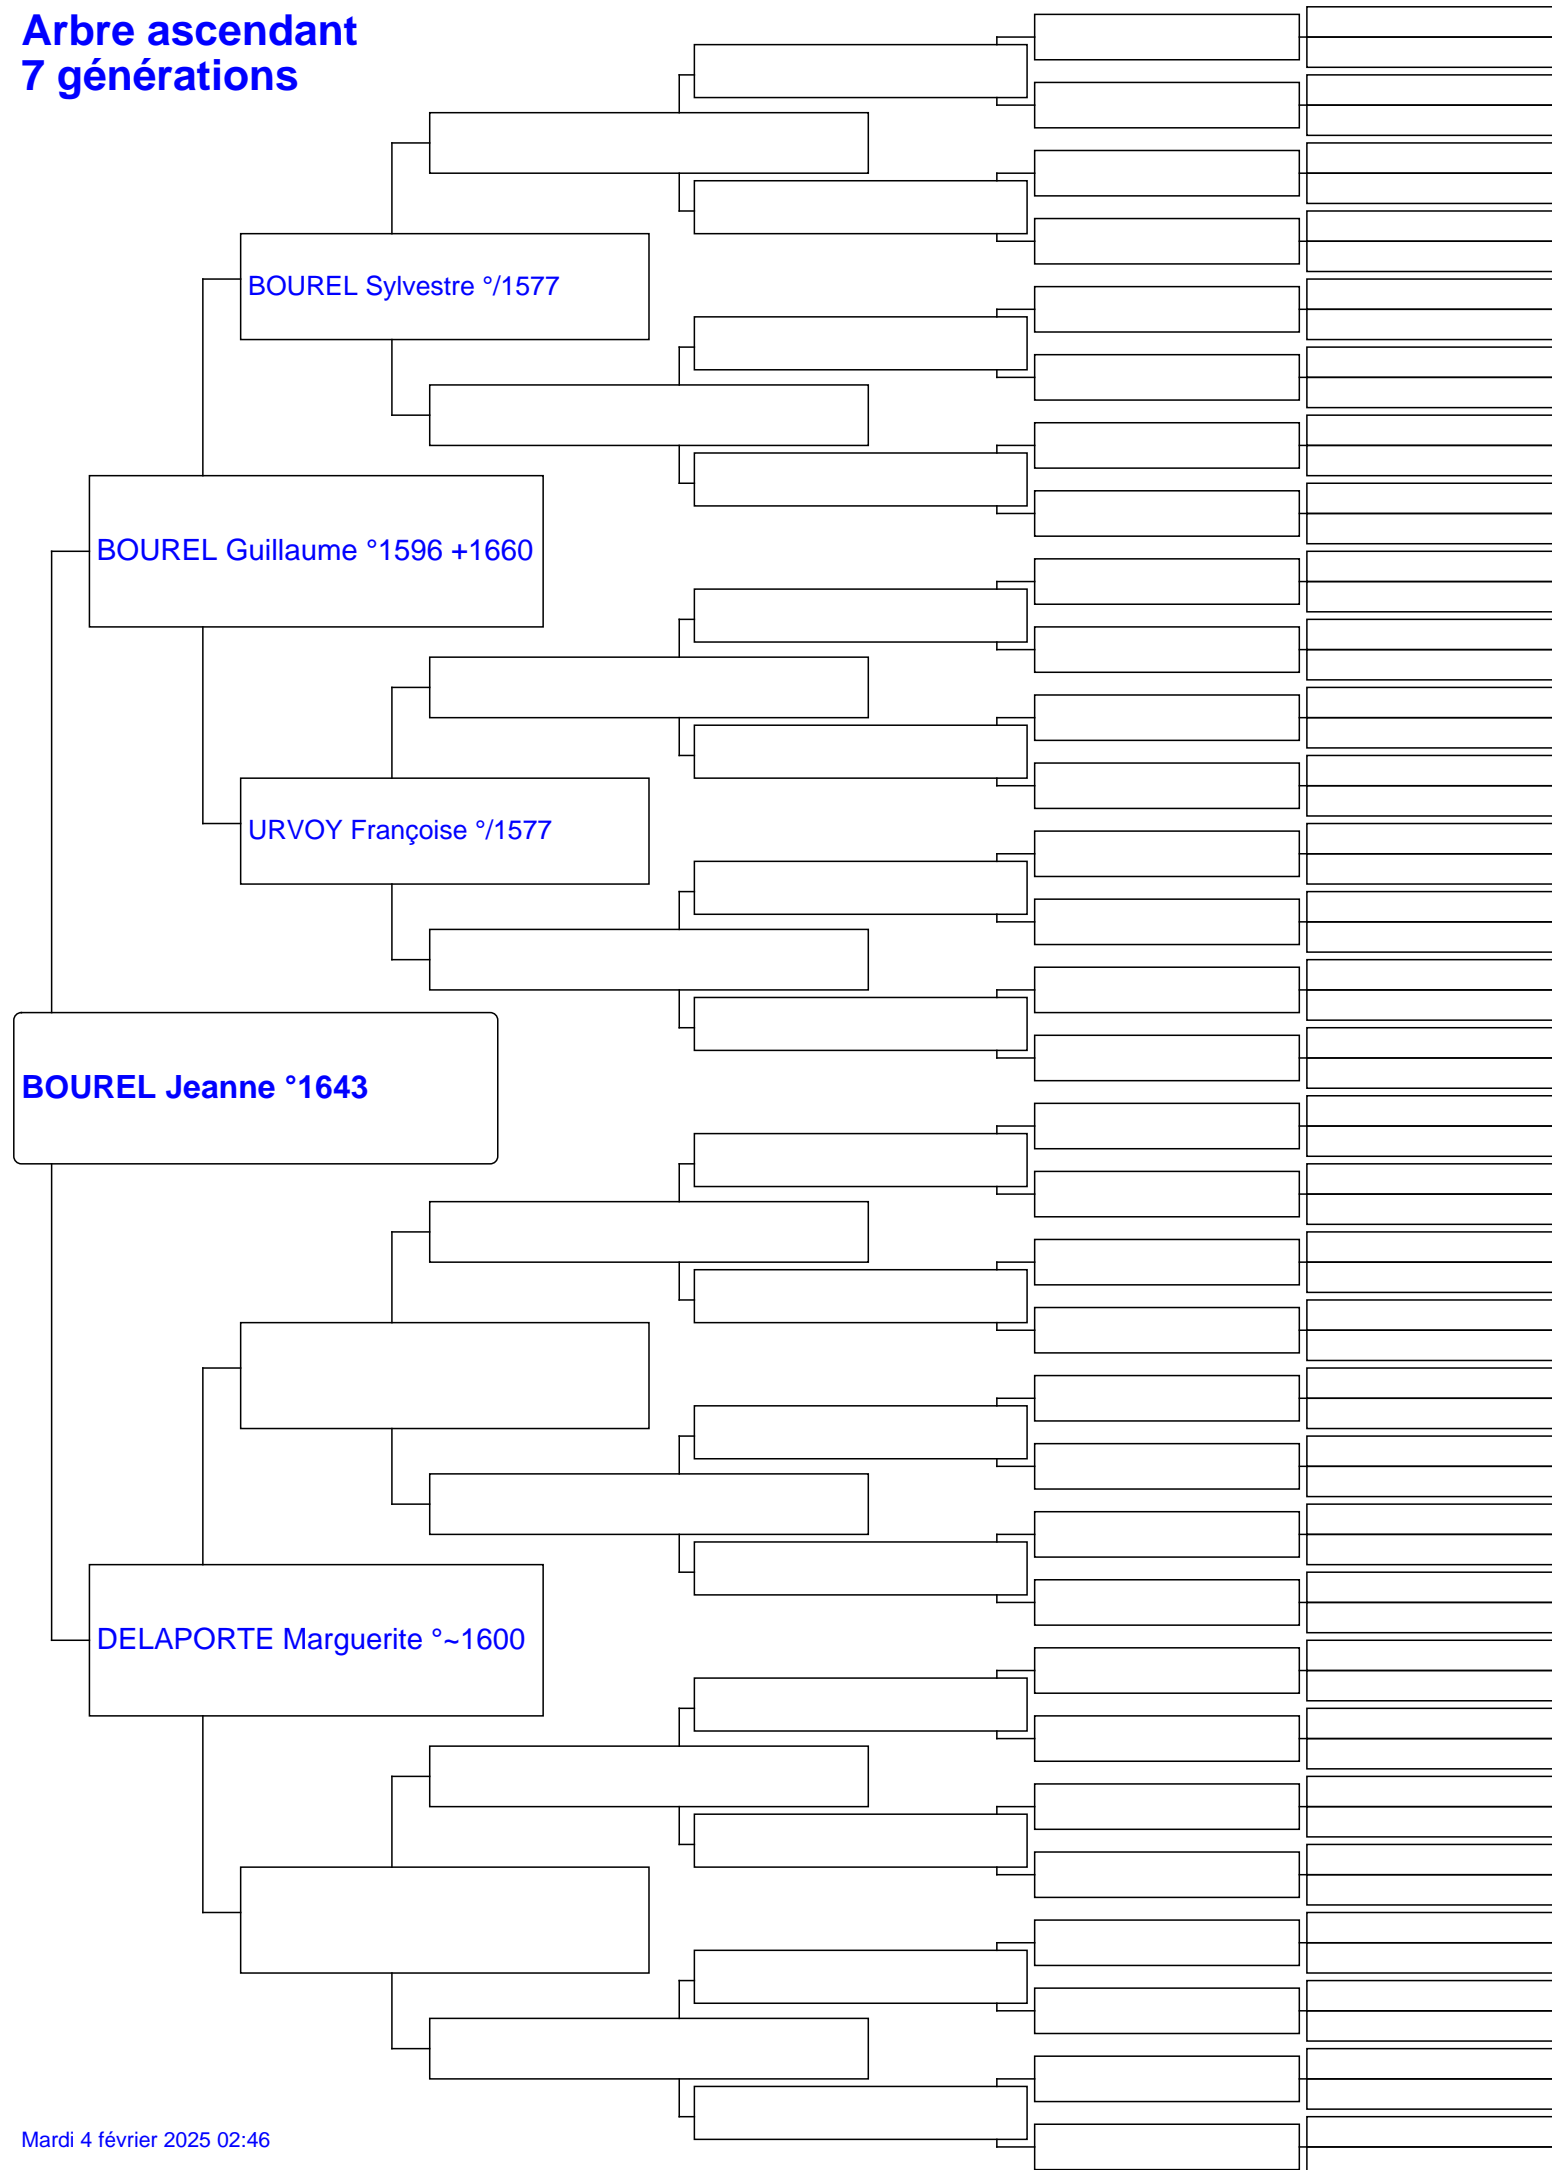 Arbre ascendant
7 générations
BOUREL Sylvestre °/1577
BOUREL Guillaume °1596 +1660
URVOY Françoise °/1577
BOUREL Jeanne °1643
DELAPORTE Marguerite °~1600
Mardi 4 février 2025 02:46